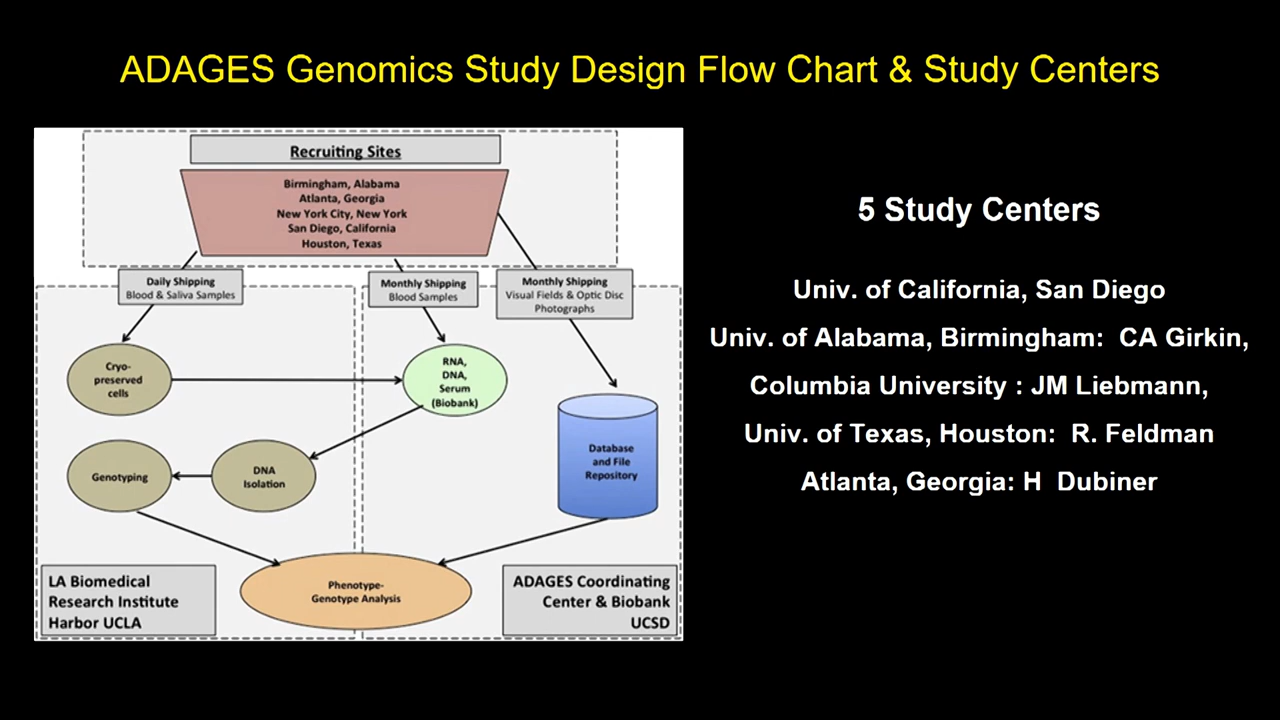 ADAGES Genomics Study Design Flow Chart & Study Centers
Recruiting Sites
Birmingham, Alabama
Atlanta, Georgia
New York City, New York
San Diego, California
Houston, Texas
Daily Shipping
Blood & Saliva Samples
Monthly Shipping
Blood Samples
Monthly Shipping
Visual Fields & Optic Disc
Photographs
Cryo-
preserved
cells
RNA,
DNA,
Serum
(Biobank)
Database
and File
Repository
Genotyping
DNA
Isolation
Phenotype-
Genotype Analysis
LA Biomedical
Research Institute
Harbor UCLA
ADAGES Coordinating
Center & Biobank
UCSD
5 Study Centers
Univ. of California, San Diego
Univ. of Alabama, Birmingham: CA Girkin,
Columbia University : JM Liebmann,
Univ. of Texas, Houston: R. Feldman
Atlanta, Georgia: H Dubiner